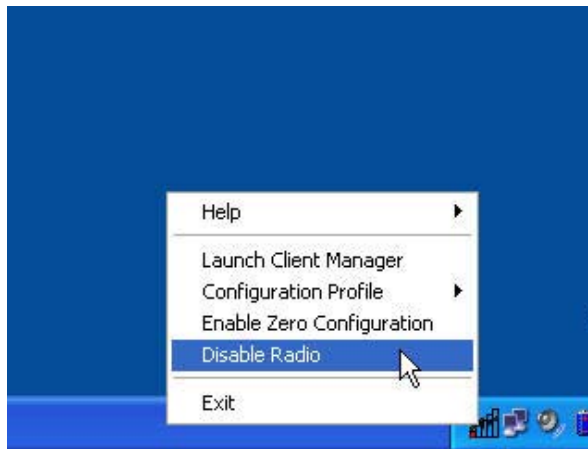 Help
Launch Client Manager
Configuration Profile
Enable Zero Configuration
Disable Radio
Exit